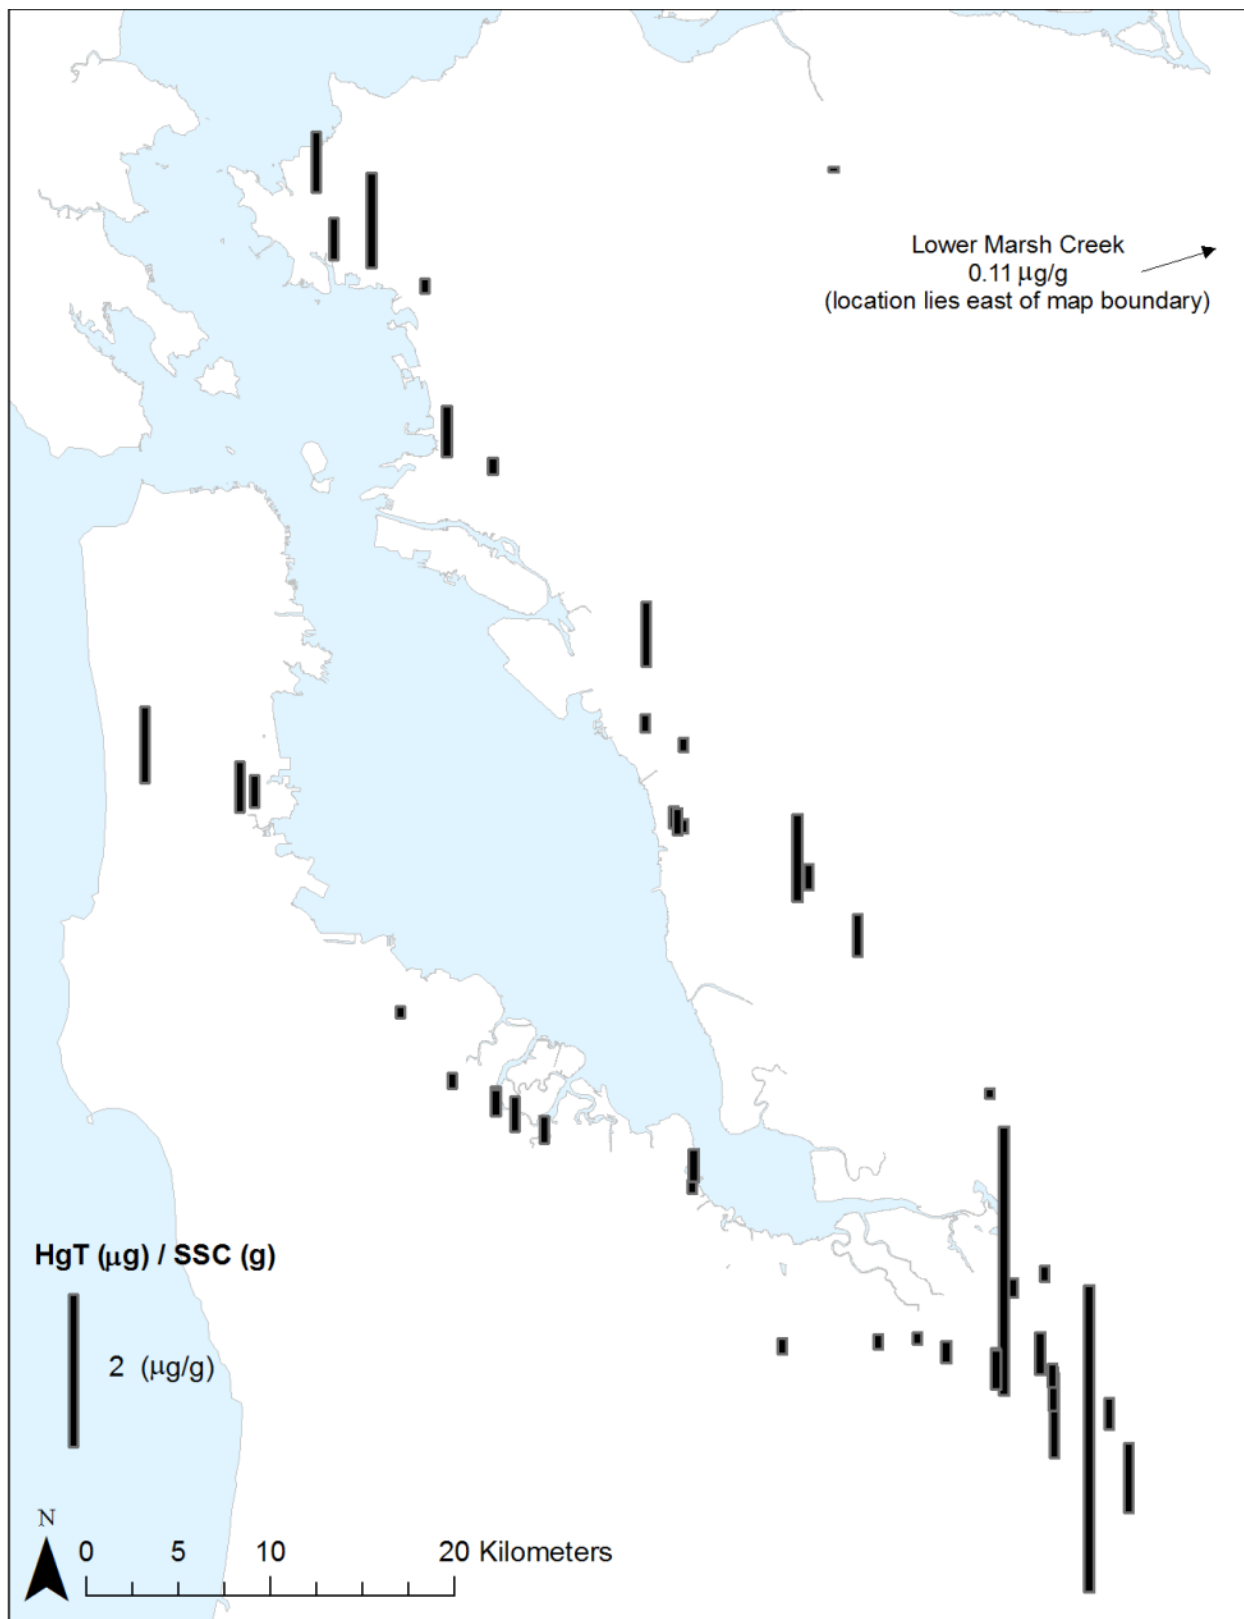 Lower Marsh Creek
0.11 µg/g
(location lies east of map boundary)
HgT (µg) / SSC (g)
2 (µg/g)
N
0 5 10 20 Kilometers